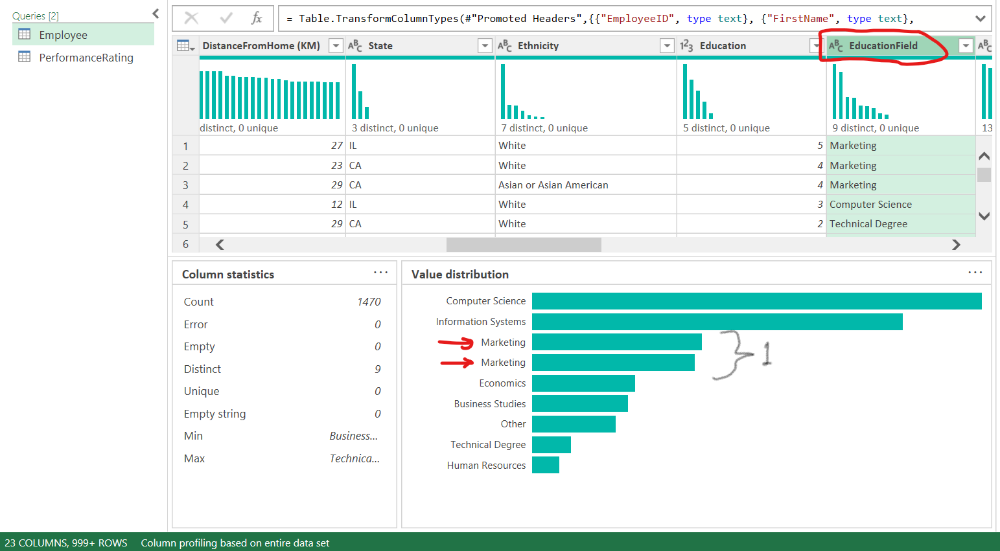 Queries [2]
Employee
PerformanceRating
fx
= Table.TransformColumnTypes(#"Promoted Headers",{{"EmployeeID", type text}, {"FirstName", type text},
DistanceFromHome (KM) ABC State ABC Ethnicity 123 Education ABC EducationField ABC
distinct, 0 unique 3 distinct, 0 unique 7 distinct, 0 unique 5 distinct, 0 unique 9 distinct, 0 unique 13
1 27 IL White 5 Marketing
2 23 CA White 4 Marketing
3 29 CA Asian or Asian American 4 Marketing
4 12 IL White 3 Computer Science
5 29 CA White 2 Technical Degree
6
Column statistics ...
Count 1470
Error 0
Empty 0
Distinct 9
Unique 0
Empty string 0
Min Business...
Max Technica...
Value distribution ...
Computer Science
Information Systems
Marketing
Marketing
} 1
Economics
Business Studies
Other
Technical Degree
Human Resources
23 COLUMNS, 999+ ROWS Column profiling based on entire data set